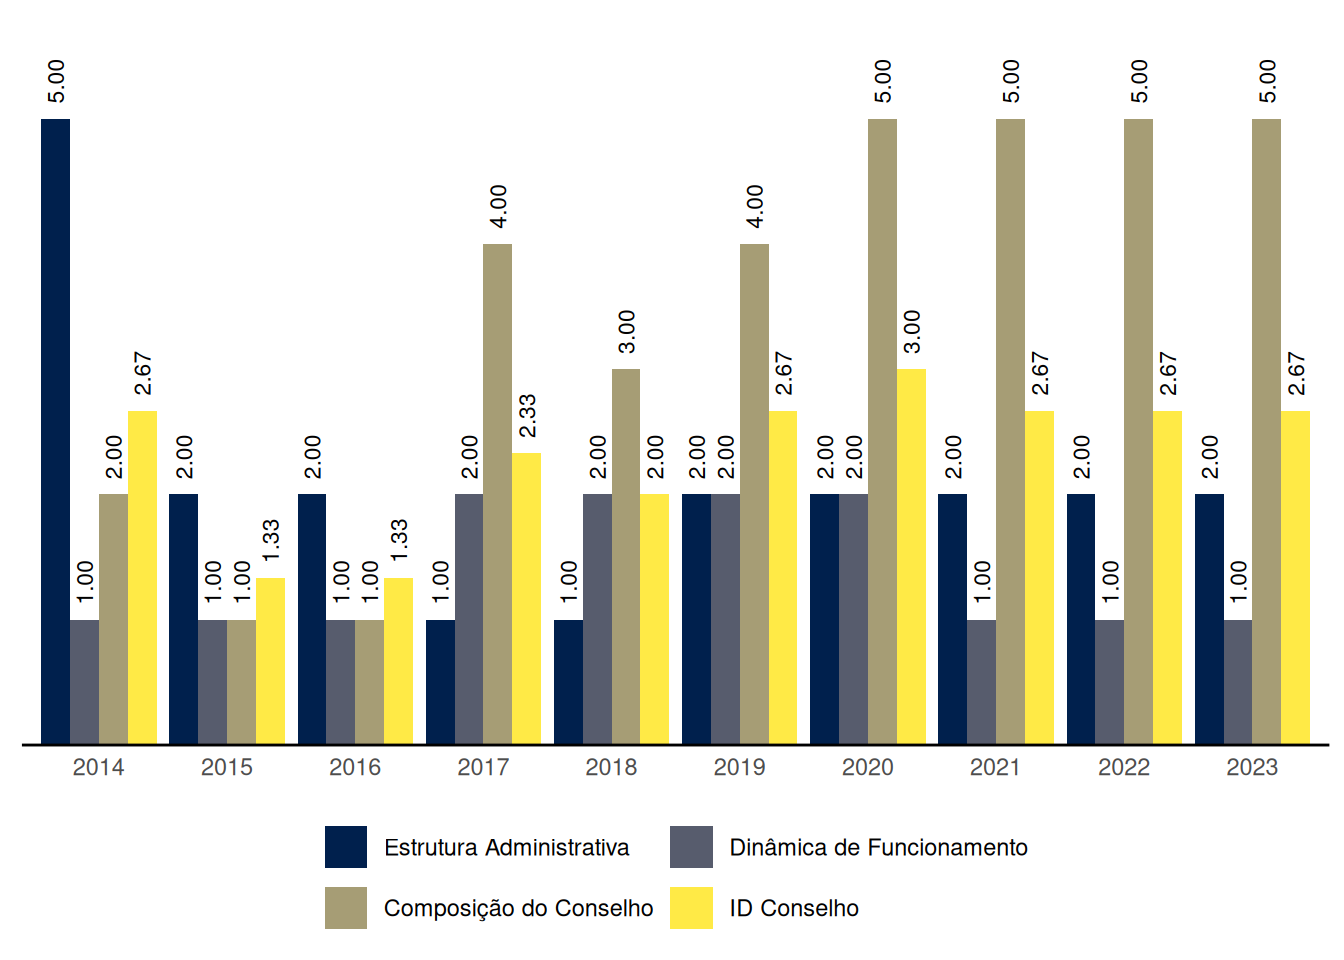 5.00 1.00 2.00 2.67 2.00 1.00 1.00 1.33 2.00 1.00 1.00 1.33 1.00 2.00 4.00 2.33 1.00 2.00 3.00 2.00 2.00 2.00 4.00 2.67 2.00 2.00 5.00 3.00 2.00 1.00 5.00 2.67 2.00 1.00 5.00 2.67 2.00 1.00 5.00 2.67
2014 2015 2016 2017 2018 2019 2020 2021 2022 2023
Estrutura Administrativa Dinâmica de Funcionamento
Composição do Conselho ID Conselho